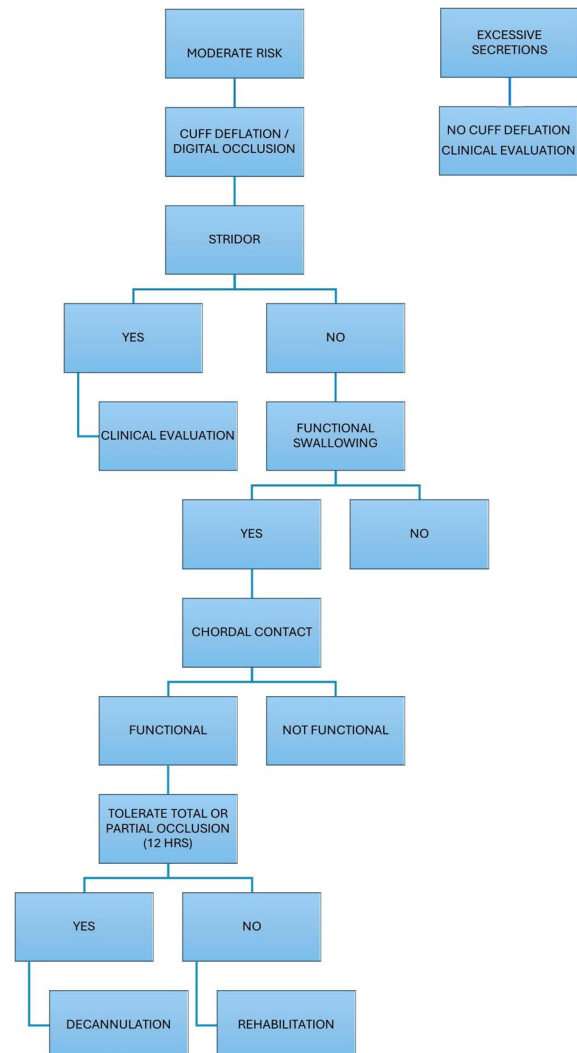 MODERATE RISK
EXCESSIVE
SECRETIONS
CUFF DEFLATION /
DIGITAL OCCLUSION
NO CUFF DEFLATION
CLINICAL EVALUATION
STRIDOR
YES
NO
CLINICAL EVALUATION
FUNCTIONAL
SWALLOWING
YES
NO
CHORDAL CONTACT
FUNCTIONAL
NOT FUNCTIONAL
TOLERATE TOTAL OR
PARTIAL OCCLUSION
(12 HRS)
YES
NO
DECANNULATION
REHABILITATION